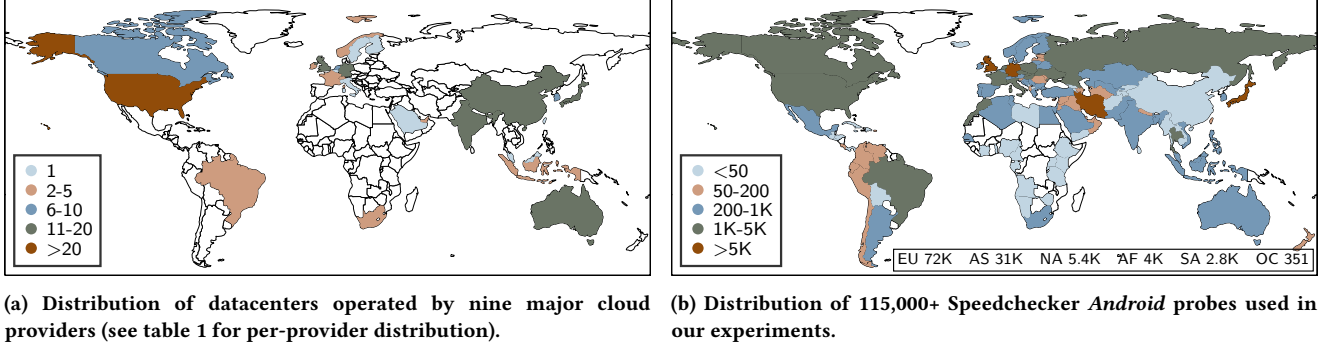 1
2-5
6-10
11-20
>20
<50
50-200
200-1K
1K-5K
>5K
EU 72K AS 31K NA 5.4K AF 4K SA 2.8K OC 351
(a) Distribution of datacenters operated by nine major cloud
providers (see table 1 for per-provider distribution).
(b) Distribution of 115,000+ Speedchecker Android probes used in
our experiments.